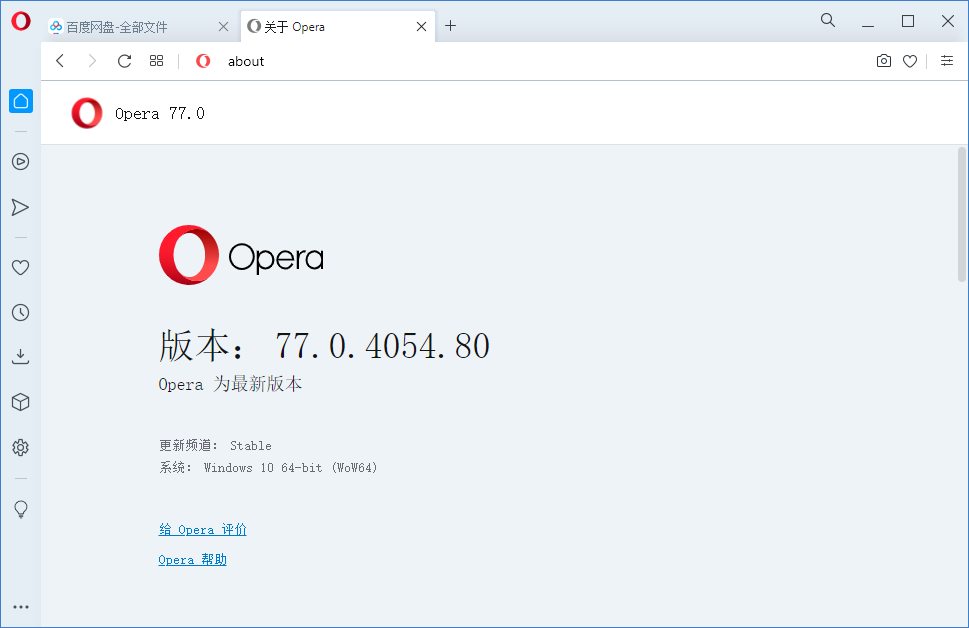 百度网盘-全部文件
关于 Opera
about
Opera 77.0
Opera
版本： 77.0.4054.80
Opera 为最新版本
更新频道： Stable
系统： Windows 10 64-bit (WoW64)
给 Opera 评价
Opera 帮助